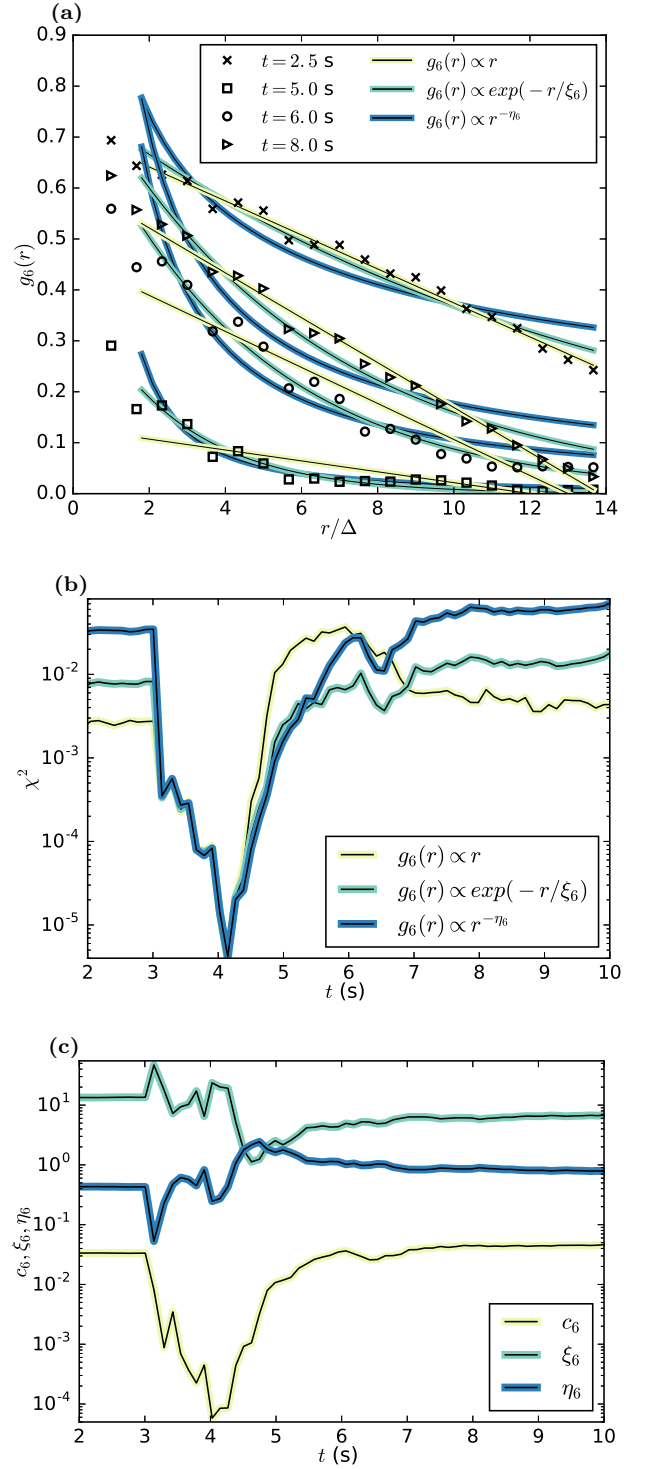 (a)
0.9
0.8
0.7
0.6
0.5
0.4
0.3
0.2
0.1
0.0
g₆(r)
t = 2.5 s
t = 5.0 s
t = 6.0 s
t = 8.0 s
g₆(r) ∝ r
g₆(r) ∝ exp(−r/ξ₆)
g₆(r) ∝ r^{−η₆}
0 2 4 6 8 10 12 14
r/Δ
(b)
10⁻²
10⁻³
10⁻⁴
10⁻⁵
χ²
g₆(r) ∝ r
g₆(r) ∝ exp(−r/ξ₆)
g₆(r) ∝ r^{−η₆}
2 3 4 5 6 7 8 9 10
t (s)
(c)
10¹
10⁰
10⁻¹
10⁻²
10⁻³
10⁻⁴
c₆, ξ₆, η₆
c₆
ξ₆
η₆
2 3 4 5 6 7 8 9 10
t (s)